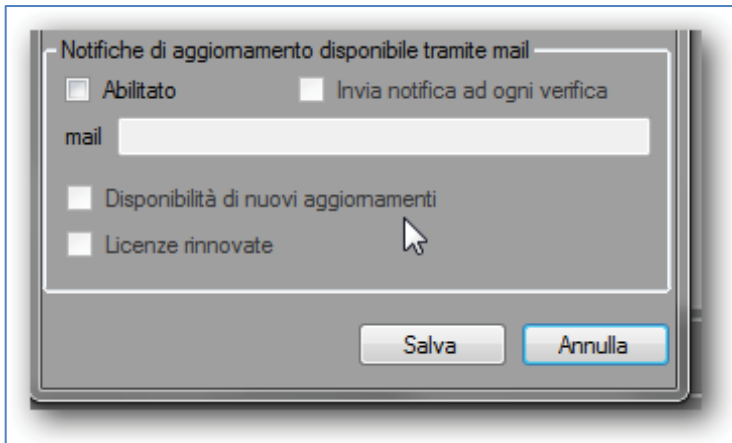 Notifiche di aggiornamento disponibile tramite mail
Abilitato Invia notifica ad ogni verifica
mail
Disponibilità di nuovi aggiornamenti
Licenze rinnovate
Salva Annulla